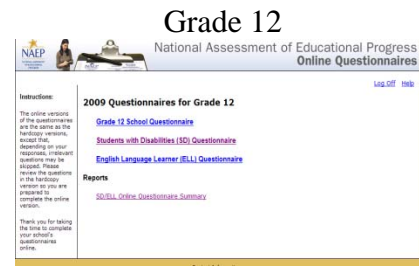 Grade 12
NAEP
National Assessment of Educational Progress
Online Questionnaires
Log Off Help
Instructions:
The online versions
of the questionnaires
are the same as the
hardcopy versions,
except that,
depending on your
responses, irrelevant
questions may be
skipped. Please
review the questions
in the hardcopy
version so you are
prepared to
complete the online
version.
Thank you for taking
the time to complete
your school's
questionnaires
online.
2009 Questionnaires for Grade 12
Grade 12 School Questionnaire
Students with Disabilities (SD) Questionnaire
English Language Learner (ELL) Questionnaire
Reports
SD/ELL Online Questionnaire Summary